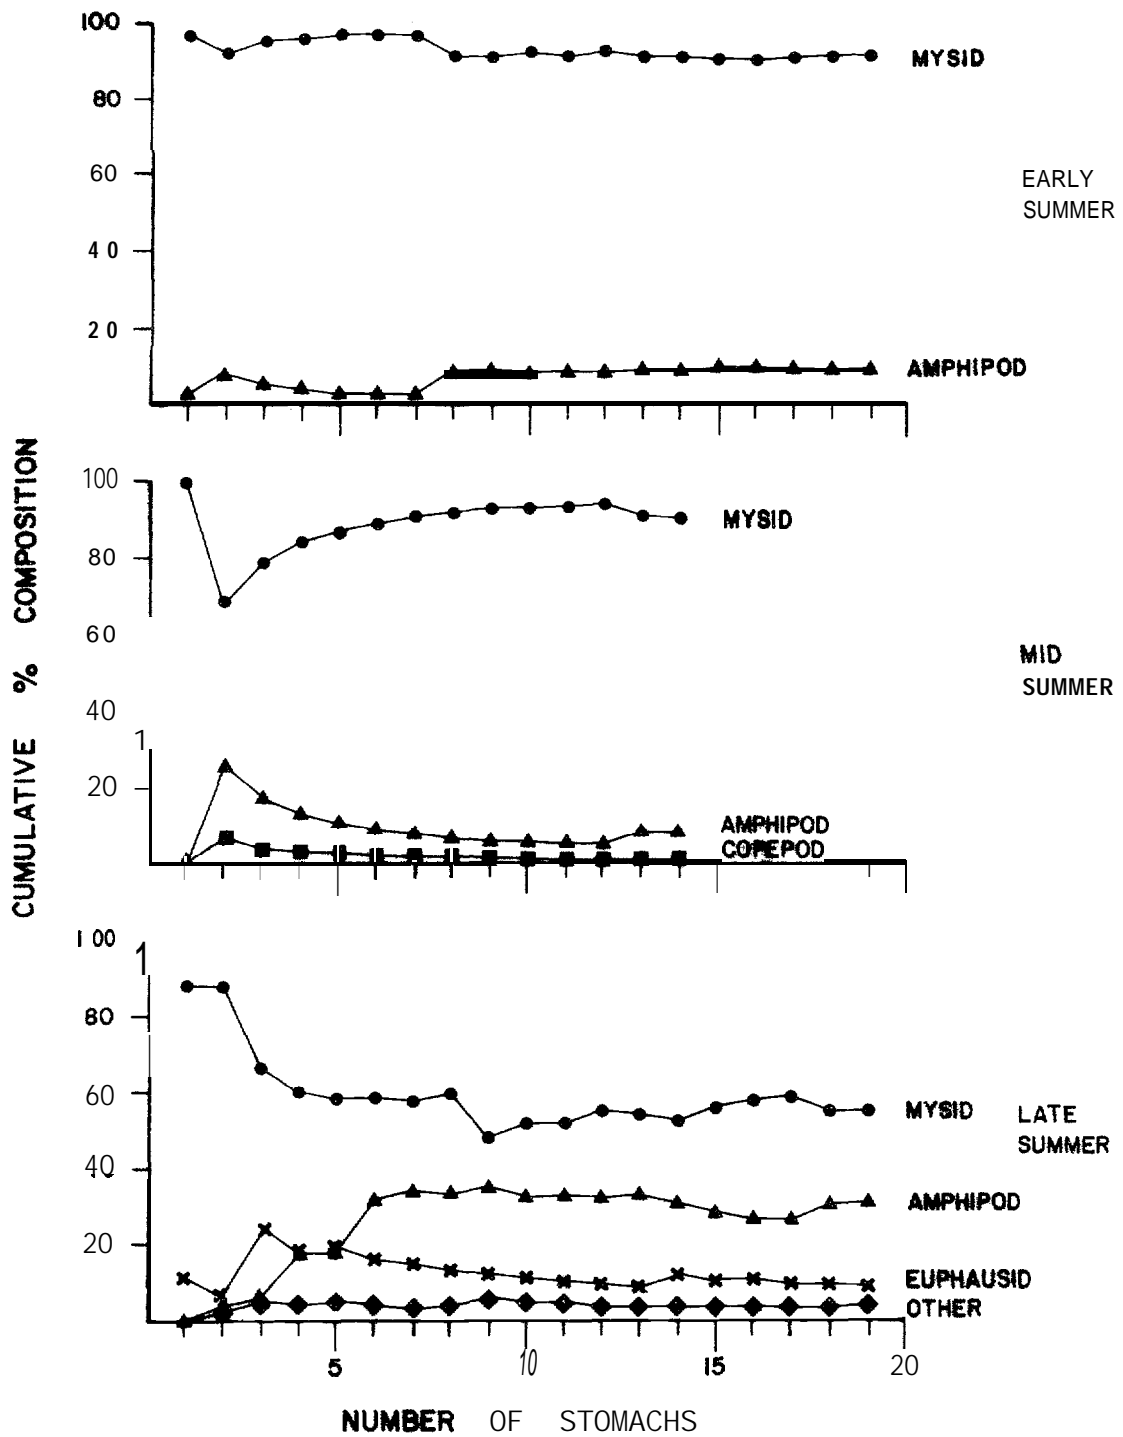 100
MYSID
80
60
EARLY
SUMMER
40
20
AMPHIPOD
CUMULATIVE % COMPOSITION
100
MYSID
80
60
MID
SUMMER
40
1
20
AMPHIPOD
COPEPOD
100
1
80
60
MYSID
LATE
SUMMER
40
AMPHIPOD
20
EUPHAUSID
OTHER
5 10 15 20
NUMBER OF STOMACHS